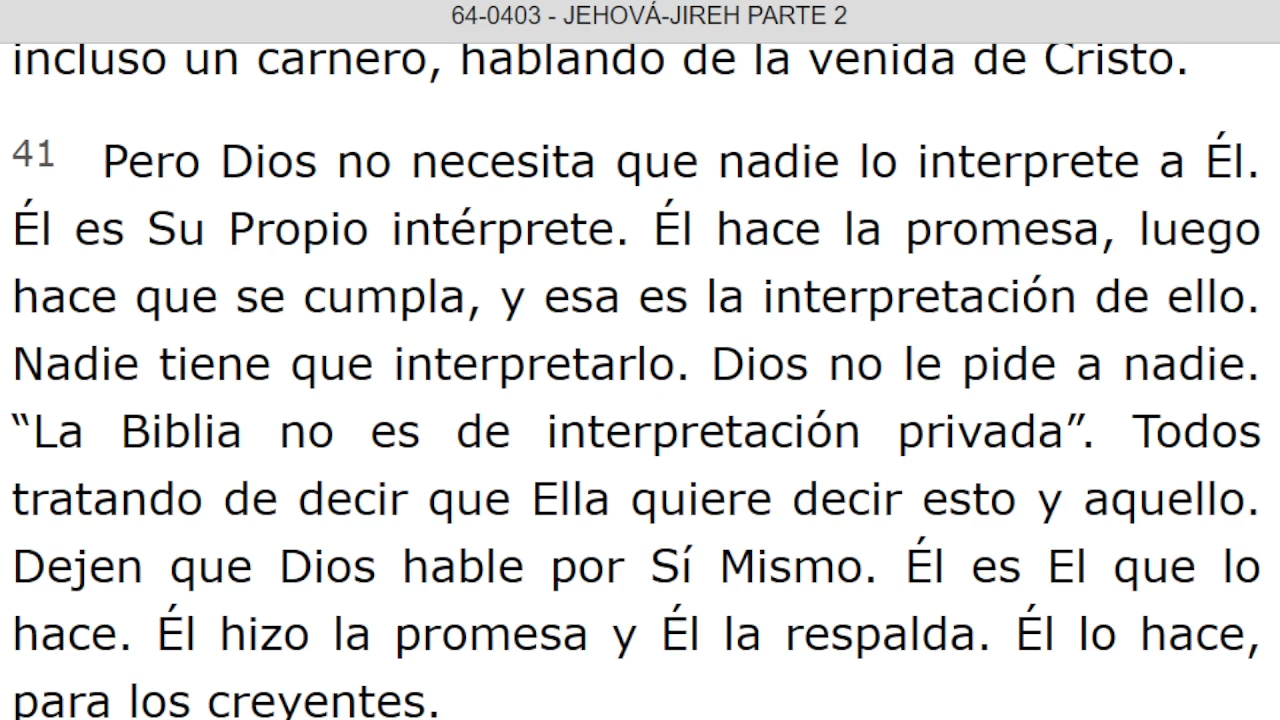 64-0403 - JEHOVÁ-JIREH PARTE 2
incluso un carnero, hablando de la venida de Cristo.
41 Pero Dios no necesita que nadie lo interprete a Él.
Él es Su Propio intérprete. Él hace la promesa, luego
hace que se cumpla, y esa es la interpretación de ello.
Nadie tiene que interpretarlo. Dios no le pide a nadie.
“La Biblia no es de interpretación privada”. Todos
tratando de decir que Ella quiere decir esto y aquello.
Dejen que Dios hable por Sí Mismo. Él es El que lo
hace. Él hizo la promesa y Él la respalda. Él lo hace,
para los creyentes.